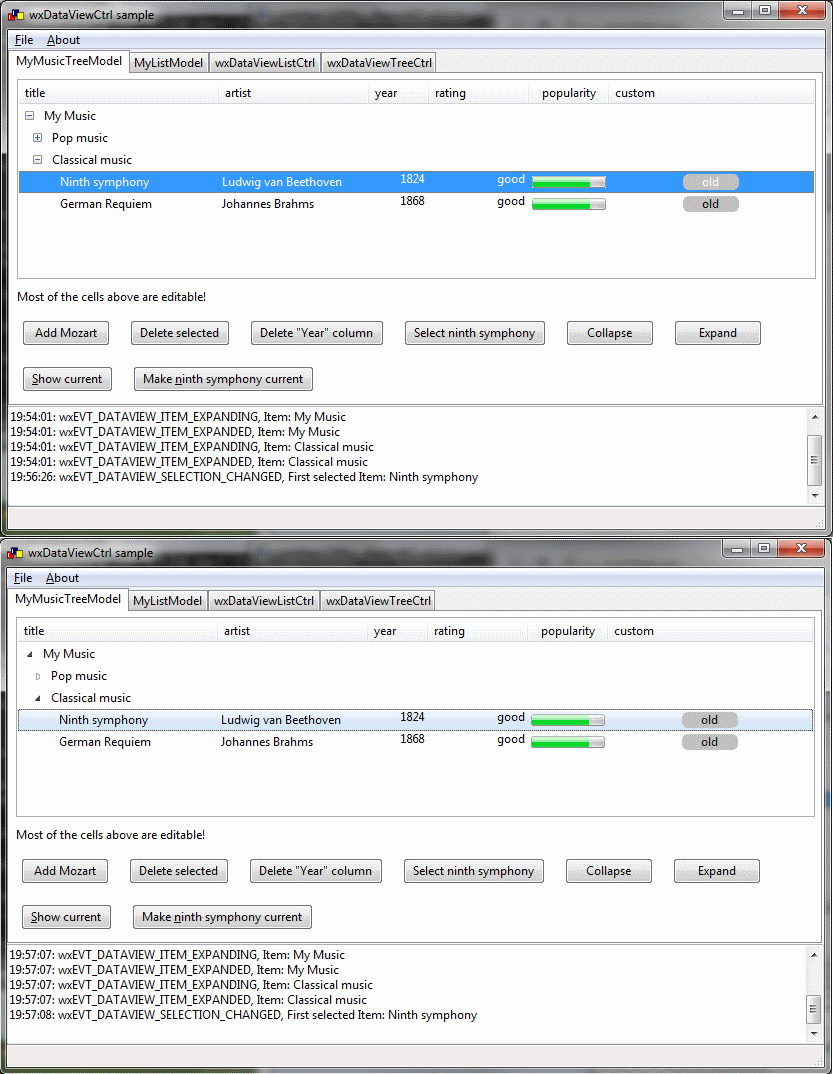 wxDataViewCtrl sample
File About
MyMusicTreeModel MyListModel wxDataViewListCtrl wxDataViewTreeCtrl
title artist year rating popularity custom
My Music
Pop music
Classical music
Ninth symphony Ludwig van Beethoven 1824 good old
German Requiem Johannes Brahms 1868 good old
Most of the cells above are editable!
Add Mozart Delete selected Delete "Year" column Select ninth symphony Collapse Expand
Show current Make ninth symphony current
19:54:01: wxEVT_DATAVIEW_ITEM_EXPANDING, Item: My Music
19:54:01: wxEVT_DATAVIEW_ITEM_EXPANDED, Item: My Music
19:54:01: wxEVT_DATAVIEW_ITEM_EXPANDING, Item: Classical music
19:54:01: wxEVT_DATAVIEW_ITEM_EXPANDED, Item: Classical music
19:56:26: wxEVT_DATAVIEW_SELECTION_CHANGED, First selected Item: Ninth symphony
wxDataViewCtrl sample
File About
MyMusicTreeModel MyListModel wxDataViewListCtrl wxDataViewTreeCtrl
title artist year rating popularity custom
My Music
Pop music
Classical music
Ninth symphony Ludwig van Beethoven 1824 good old
German Requiem Johannes Brahms 1868 good old
Most of the cells above are editable!
Add Mozart Delete selected Delete "Year" column Select ninth symphony Collapse Expand
Show current Make ninth symphony current
19:57:07: wxEVT_DATAVIEW_ITEM_EXPANDING, Item: My Music
19:57:07: wxEVT_DATAVIEW_ITEM_EXPANDED, Item: My Music
19:57:07: wxEVT_DATAVIEW_ITEM_EXPANDING, Item: Classical music
19:57:07: wxEVT_DATAVIEW_ITEM_EXPANDED, Item: Classical music
19:57:08: wxEVT_DATAVIEW_SELECTION_CHANGED, First selected Item: Ninth symphony